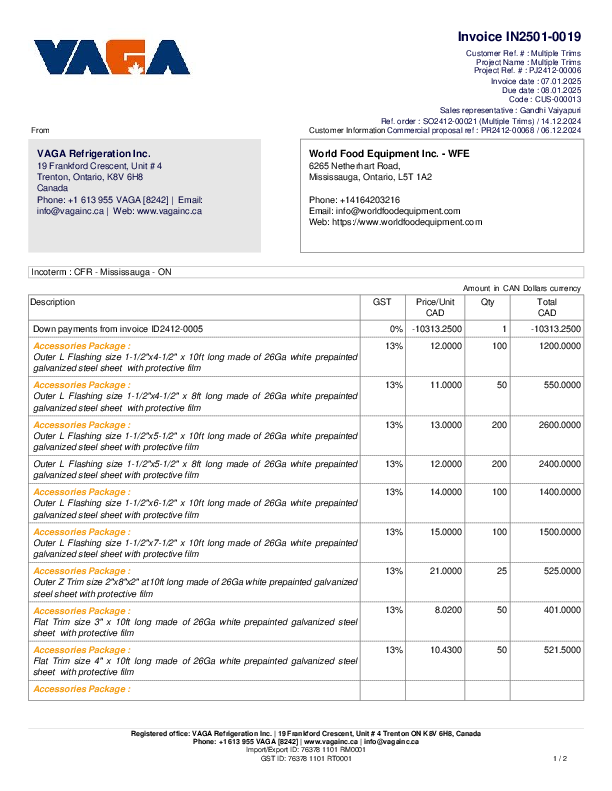 VAGA
Invoice IN2501-0019
Customer Ref. # : Multiple Trims
Project Name : Multiple Trims
Project Ref. # : PJ2412-00006
Invoice date : 07.01.2025
Due date : 08.01.2025
Code : CUS-000013
Sales representative : Gandhi Vaiyapuri
Ref. order : SO2412-00021 (Multiple Trims) / 14.12.2024
From
Customer Information Commercial proposal ref : PR2412-00068 / 06.12.2024
VAGA Refrigeration Inc.
19 Frankford Crescent, Unit # 4
Trenton, Ontario, K8V 6H8
Canada
Phone: +1 613 955 VAGA [8242] | Email:
info@vagainc.ca | Web: www.vagainc.ca
World Food Equipment Inc. - WFE
6265 Netherhart Road,
Mississauga, Ontario, L5T 1A2
Phone: +14164203216
Email: info@worldfoodequipment.com
Web: https://www.worldfoodequipment.com
Incoterm : CFR - Mississauga - ON
Amount in CAN Dollars currency
Description GST Price/Unit CAD Qty Total CAD
Down payments from invoice ID2412-0005 0% -10313.2500 1 -10313.2500
Accessories Package : 13% 12.0000 100 1200.0000
Outer L Flashing size 1-1/2"x4-1/2" x 10ft long made of 26Ga white prepainted
galvanized steel sheet with protective film
Accessories Package : 13% 11.0000 50 550.0000
Outer L Flashing size 1-1/2"x4-1/2" x 8ft long made of 26Ga white prepainted
galvanized steel sheet with protective film
Accessories Package : 13% 13.0000 200 2600.0000
Outer L Flashing size 1-1/2"x5-1/2" x 10ft long made of 26Ga white prepainted
galvanized steel sheet with protective film
Outer L Flashing size 1-1/2"x5-1/2" x 8ft long made of 26Ga white prepainted 13% 12.0000 200 2400.0000
galvanized steel sheet with protective film
Accessories Package : 13% 14.0000 100 1400.0000
Outer L Flashing size 1-1/2"x6-1/2" x 10ft long made of 26Ga white prepainted
galvanized steel sheet with protective film
Accessories Package : 13% 15.0000 100 1500.0000
Outer L Flashing size 1-1/2"x7-1/2" x 10ft long made of 26Ga white prepainted
galvanized steel sheet with protective film
Accessories Package : 13% 21.0000 25 525.0000
Outer Z Trim size 2"x8"x2" at10ft long made of 26Ga white prepainted galvanized
steel sheet with protective film
Accessories Package : 13% 8.0200 50 401.0000
Flat Trim size 3" x 10ft long made of 26Ga white prepainted galvanized steel
sheet with protective film
Accessories Package : 13% 10.4300 50 521.5000
Flat Trim size 4" x 10ft long made of 26Ga white prepainted galvanized steel
sheet with protective film
Accessories Package :
Registered office: VAGA Refrigeration Inc. | 19 Frankford Crescent, Unit # 4 Trenton ON K8V 6H8, Canada
Phone: +1 613 955 VAGA [8242] | www.vagainc.ca | info@vagainc.ca
Import/Export ID: 76378 1101 RM0001
GST ID: 76378 1101 RT0001
1 / 2